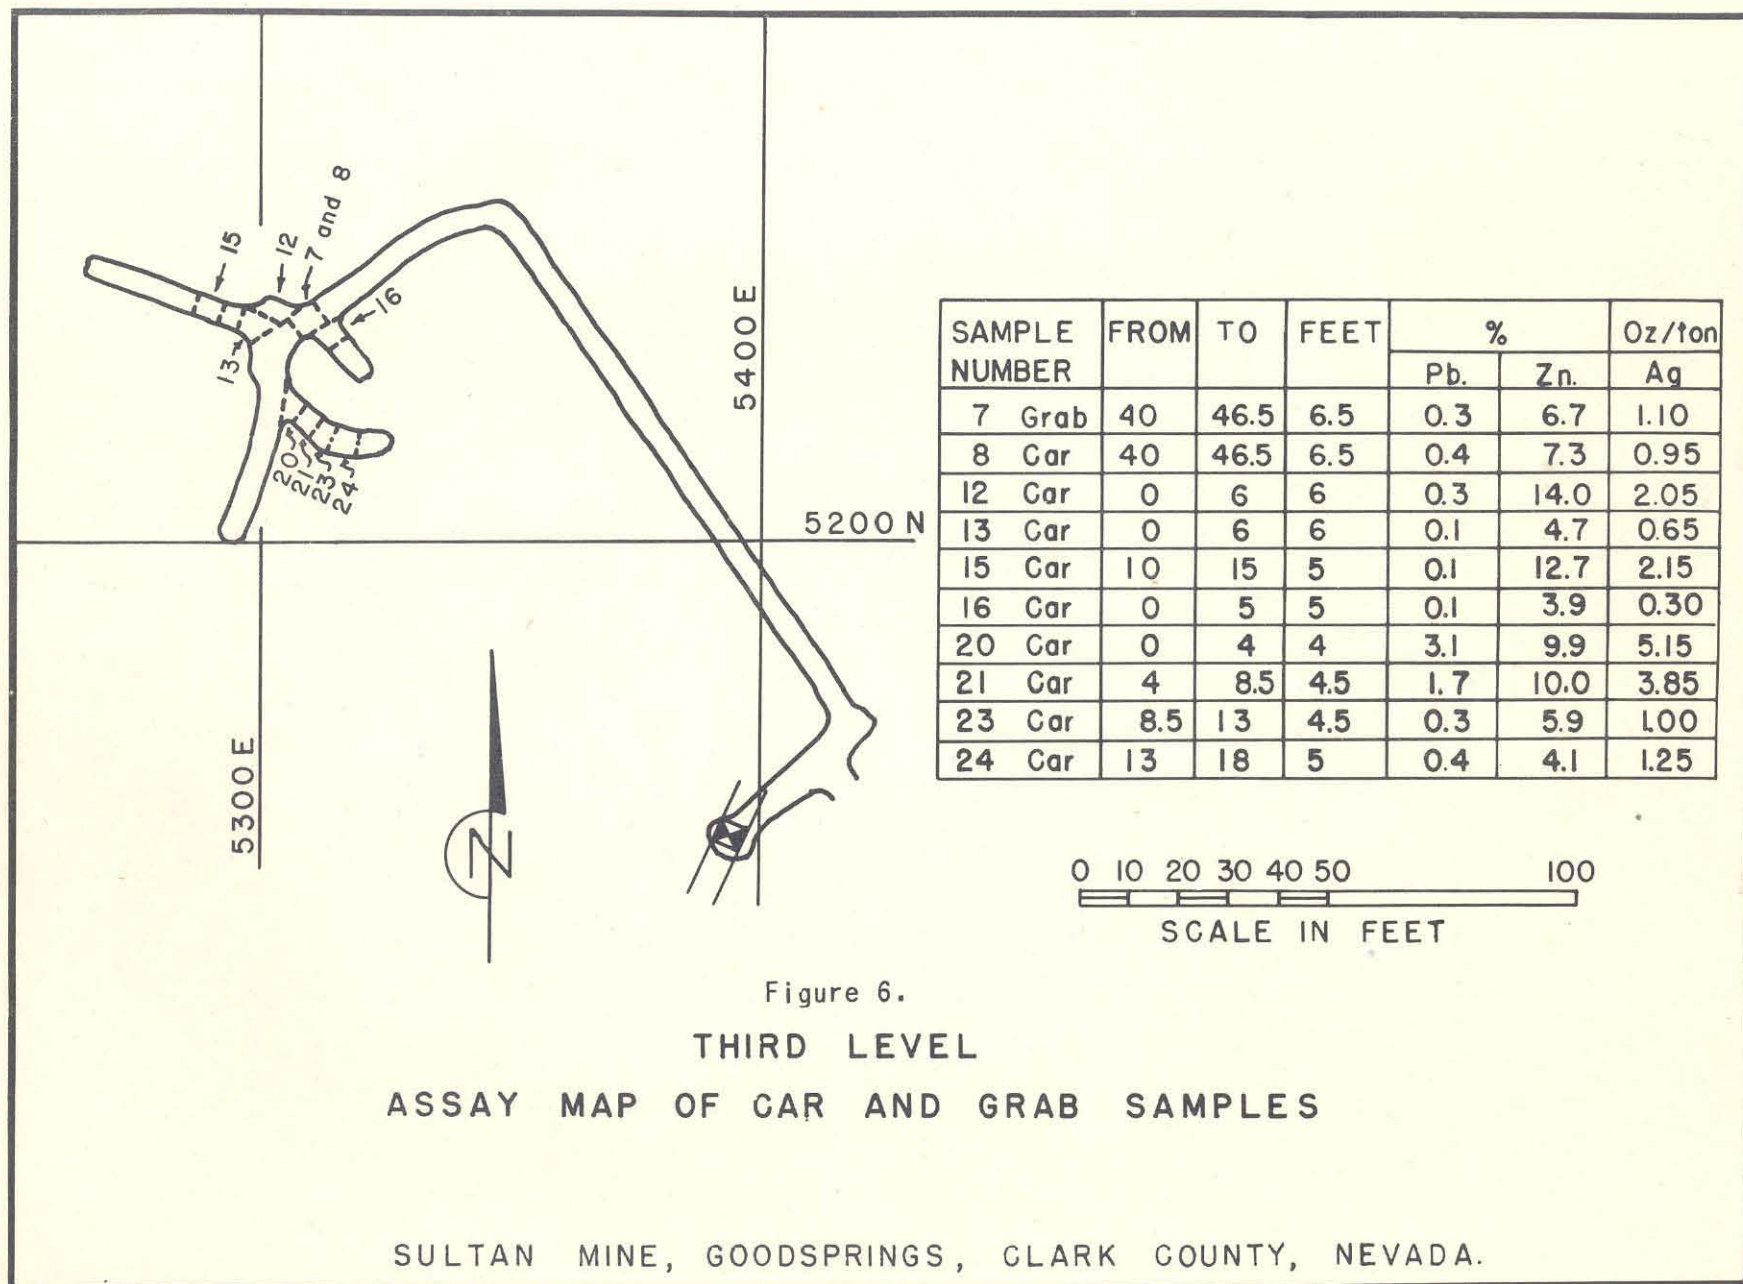 15
12
7 and 8
16
13
20
21
23
24
5400 E
5200 N
5300 E
N
SAMPLE NUMBER FROM TO FEET % Oz/ton
Pb. Zn. Ag
7 Grab 40 46.5 6.5 0.3 6.7 1.10
8 Car 40 46.5 6.5 0.4 7.3 0.95
12 Car 0 6 6 0.3 14.0 2.05
13 Car 0 6 6 0.1 4.7 0.65
15 Car 10 15 5 0.1 12.7 2.15
16 Car 0 5 5 0.1 3.9 0.30
20 Car 0 4 4 3.1 9.9 5.15
21 Car 4 8.5 4.5 1.7 10.0 3.85
23 Car 8.5 13 4.5 0.3 5.9 1.00
24 Car 13 18 5 0.4 4.1 1.25
0 10 20 30 40 50 100
SCALE IN FEET
Figure 6.
THIRD LEVEL
ASSAY MAP OF CAR AND GRAB SAMPLES
SULTAN MINE, GOODSPRINGS, CLARK COUNTY, NEVADA.